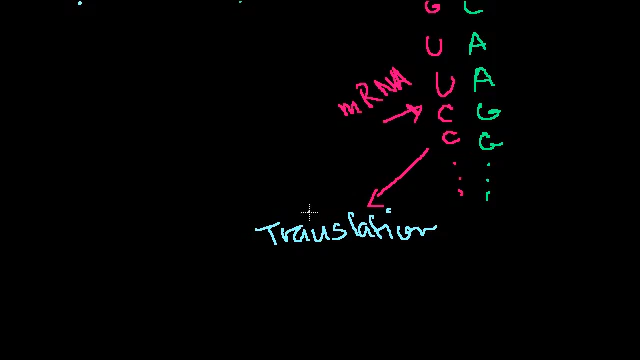 G C
U A
mRNA U A
C G
C G
Translation